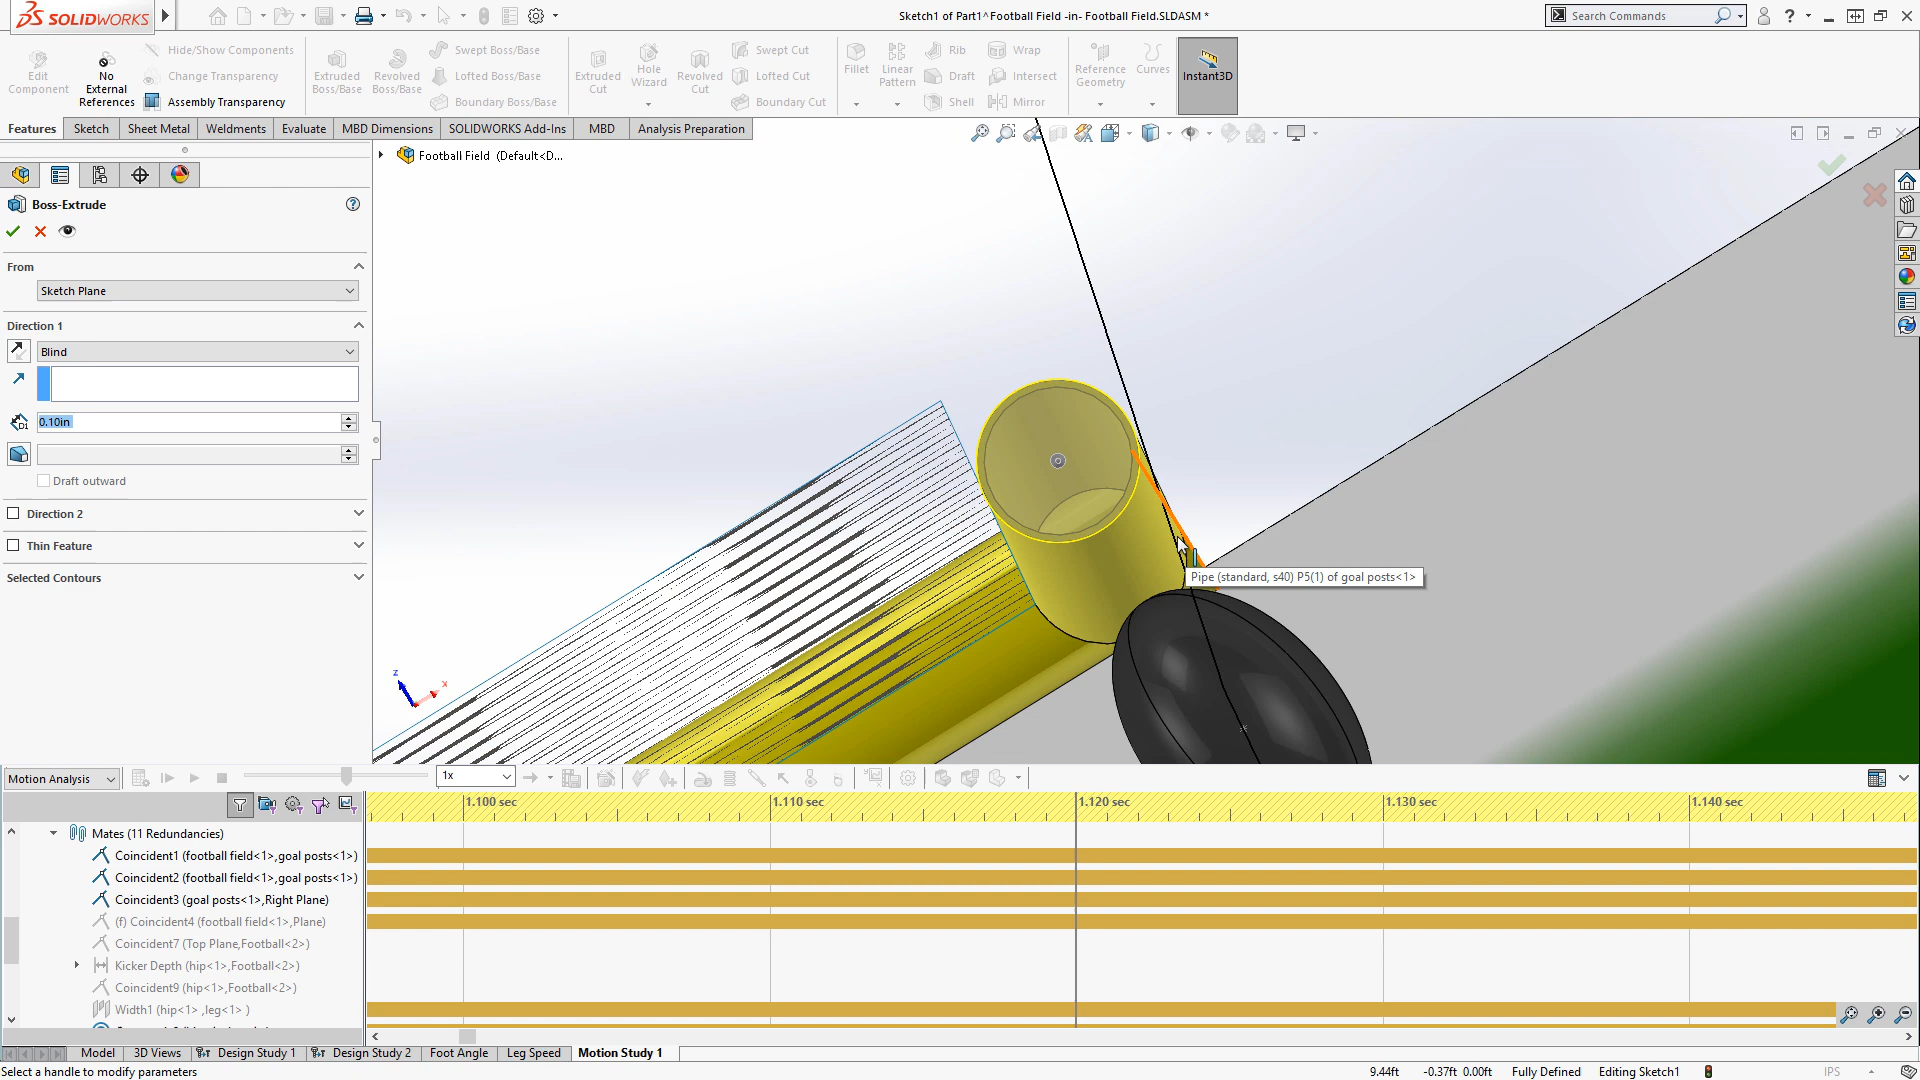 SOLIDWORKS
Sketch1 of Part1^Football Field -in- Football Field.SLDASM *
Search Commands
Edit Component
No External References
Hide/Show Components
Change Transparency
Assembly Transparency
Extruded Boss/Base
Revolved Boss/Base
Swept Boss/Base
Lofted Boss/Base
Boundary Boss/Base
Extruded Cut
Hole Wizard
Revolved Cut
Swept Cut
Lofted Cut
Boundary Cut
Fillet
Linear Pattern
Rib
Draft
Shell
Wrap
Intersect
Mirror
Reference Geometry
Curves
Instant3D
Features
Sketch
Sheet Metal
Weldments
Evaluate
MBD Dimensions
SOLIDWORKS Add-Ins
MBD
Analysis Preparation
Football Field (Default<D...
Boss-Extrude
From
Sketch Plane
Direction 1
Blind
D1
0.10in
Draft outward
Direction 2
Thin Feature
Selected Contours
Pipe (standard, s40) P5(1) of goal posts<1>
z
x
Motion Analysis
1x
1.100 sec
1.110 sec
1.120 sec
1.130 sec
1.140 sec
Mates (11 Redundancies)
Coincident1 (football field<1>,goal posts<1>)
Coincident2 (football field<1>,goal posts<1>)
Coincident3 (goal posts<1>,Right Plane)
(f) Coincident4 (football field<1>,Plane)
Coincident7 (Top Plane,Football<2>)
Kicker Depth (hip<1>,Football<2>)
Coincident9 (hip<1>,Football<2>)
Width1 (hip<1> ,leg<1> )
Model
3D Views
Design Study 1
Design Study 2
Foot Angle
Leg Speed
Motion Study 1
Select a handle to modify parameters
9.44ft
-0.37ft 0.00ft
Fully Defined
Editing Sketch1
IPS